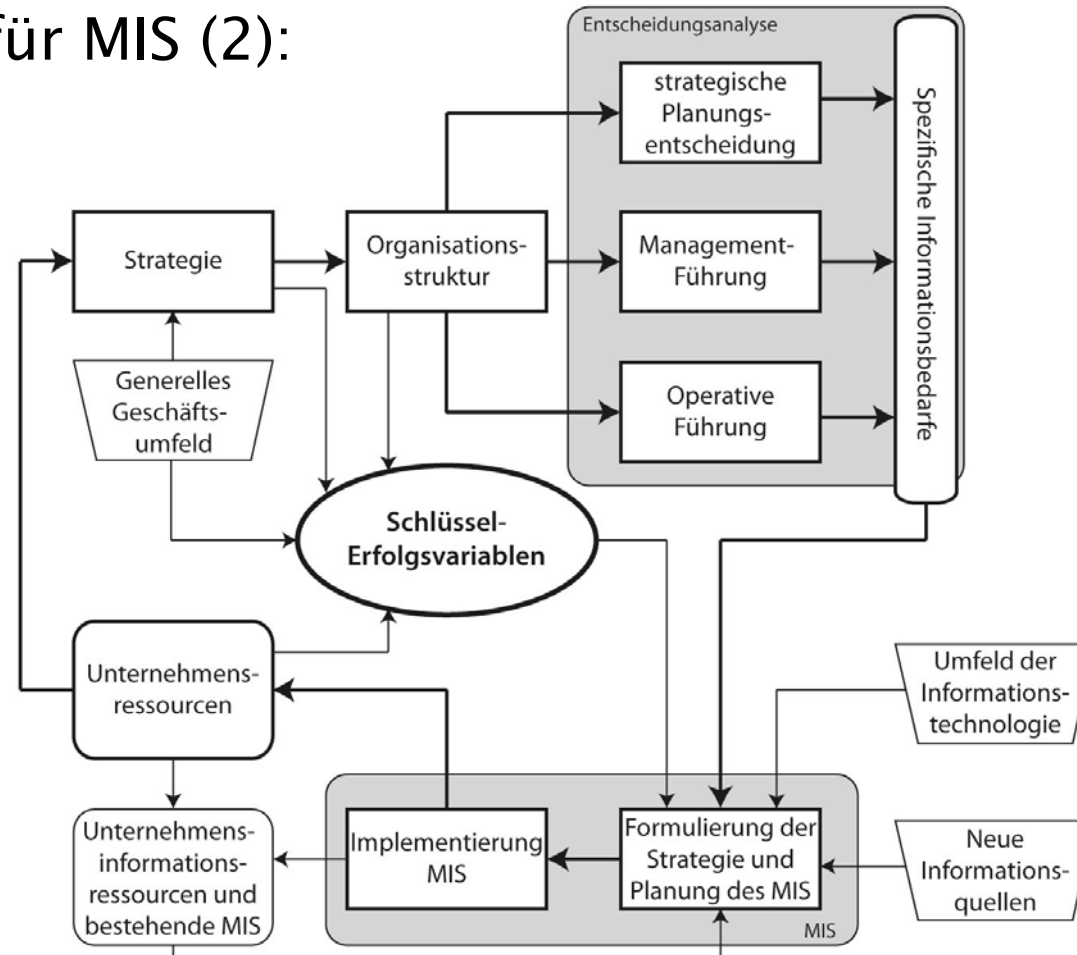 für MIS (2):
Entscheidungsanalyse
strategische
Planungs-
entscheidung
Spezifische Informationsbedarfe
Strategie
Organisations-
struktur
Management-
Führung
Generelles
Geschäfts-
umfeld
Operative
Führung
Schlüssel-
Erfolgsvariablen
Unternehmens-
ressourcen
Umfeld der
Informations-
technologie
Unternehmens-
informations-
ressourcen und
bestehende MIS
Implementierung
MIS
Formulierung der
Strategie und
Planung des MIS
Neue
Informations-
quellen
MIS